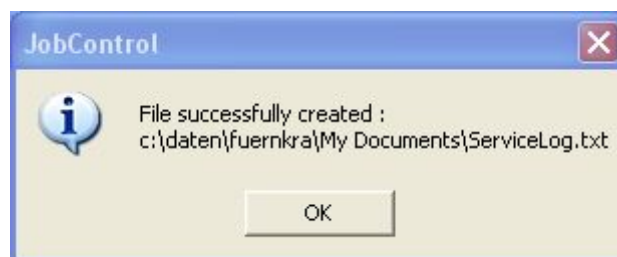 JobControl
File successfully created :
c:\daten\fuernkra\My Documents\ServiceLog.txt
OK